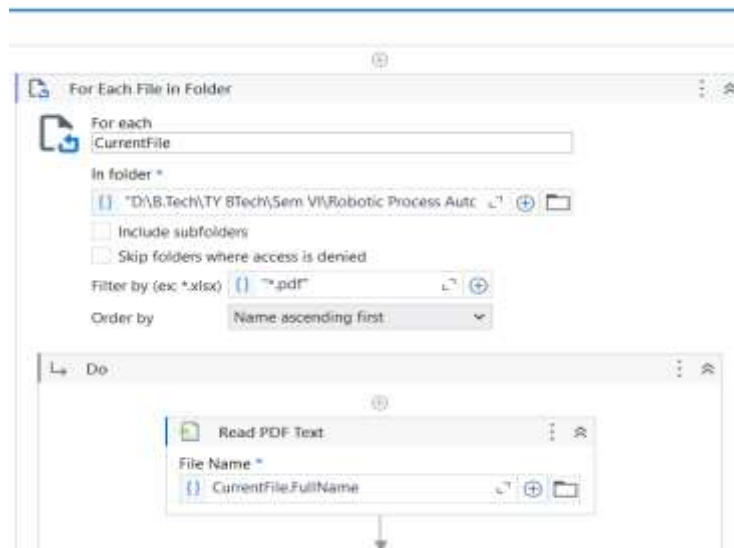 For Each File in Folder
For each
CurrentFile
In folder *
"D:\B.Tech\TY BTech\Sem VI\Robotic Process Autc
Include subfolders
Skip folders where access is denied
Filter by (ex: *.xlsx) "*.pdf"
Order by Name ascending first
Do
Read PDF Text
File Name *
CurrentFile.FullName